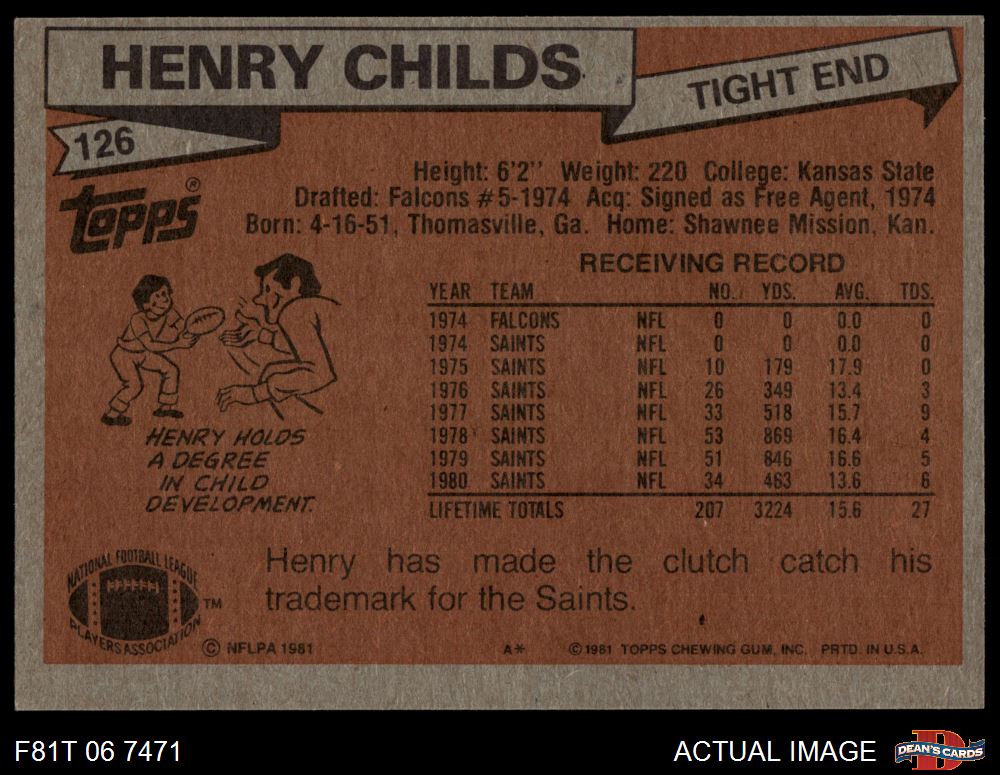 HENRY CHILDS
TIGHT END
126
Topps®
Height: 6'2'' Weight: 220 College: Kansas State
Drafted: Falcons #5-1974 Acq: Signed as Free Agent, 1974
Born: 4-16-51, Thomasville, Ga. Home: Shawnee Mission, Kan.
RECEIVING RECORD
YEAR TEAM NO. YDS. AVG. TDS.
1974 FALCONS NFL 0 0 0.0 0
1974 SAINTS NFL 0 0 0.0 0
1975 SAINTS NFL 10 179 17.9 0
1976 SAINTS NFL 26 349 13.4 3
1977 SAINTS NFL 33 518 15.7 9
1978 SAINTS NFL 53 869 16.4 4
1979 SAINTS NFL 51 846 16.6 5
1980 SAINTS NFL 34 463 13.6 6
LIFETIME TOTALS 207 3224 15.6 27
HENRY HOLDS
A DEGREE
IN CHILD
DEVELOPMENT.
Henry has made the clutch catch his
trademark for the Saints.
NATIONAL FOOTBALL LEAGUE
PLAYERS ASSOCIATION
TM
© NFLPA 1981
A*
© 1981 TOPPS CHEWING GUM, INC. PRTD. IN U.S.A.
F81T 06 7471
ACTUAL IMAGE
D
DEAN'S CARDS